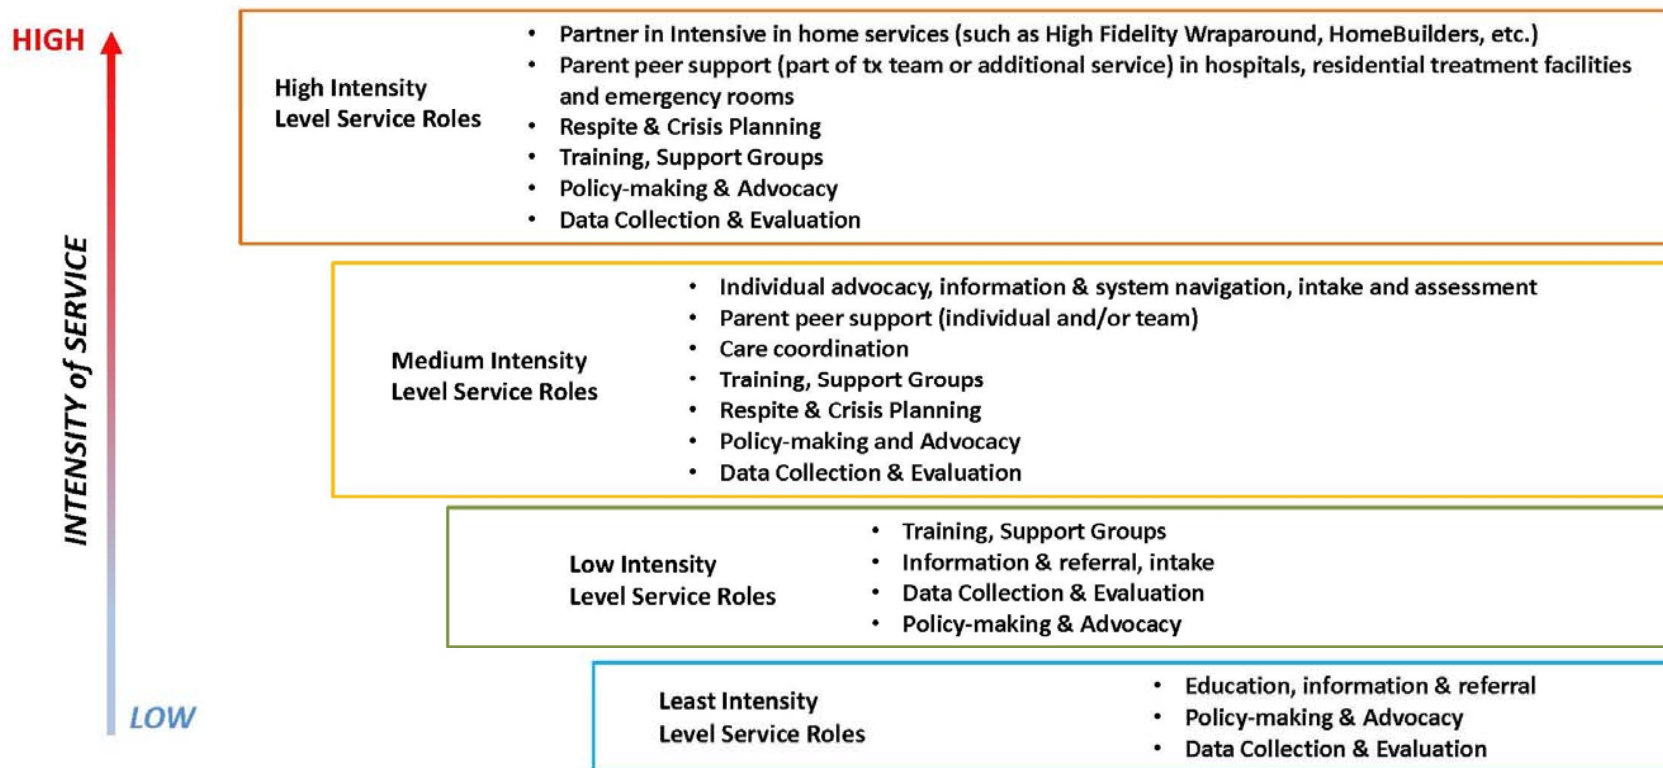 HIGH
INTENSITY of SERVICE
LOW
High Intensity
Level Service Roles
• Partner in Intensive in home services (such as High Fidelity Wraparound, HomeBuilders, etc.)
• Parent peer support (part of tx team or additional service) in hospitals, residential treatment facilities
and emergency rooms
• Respite & Crisis Planning
• Training, Support Groups
• Policy-making & Advocacy
• Data Collection & Evaluation
Medium Intensity
Level Service Roles
• Individual advocacy, information & system navigation, intake and assessment
• Parent peer support (individual and/or team)
• Care coordination
• Training, Support Groups
• Respite & Crisis Planning
• Policy-making and Advocacy
• Data Collection & Evaluation
Low Intensity
Level Service Roles
• Training, Support Groups
• Information & referral, intake
• Data Collection & Evaluation
• Policy-making & Advocacy
Least Intensity
Level Service Roles
• Education, information & referral
• Policy-making & Advocacy
• Data Collection & Evaluation